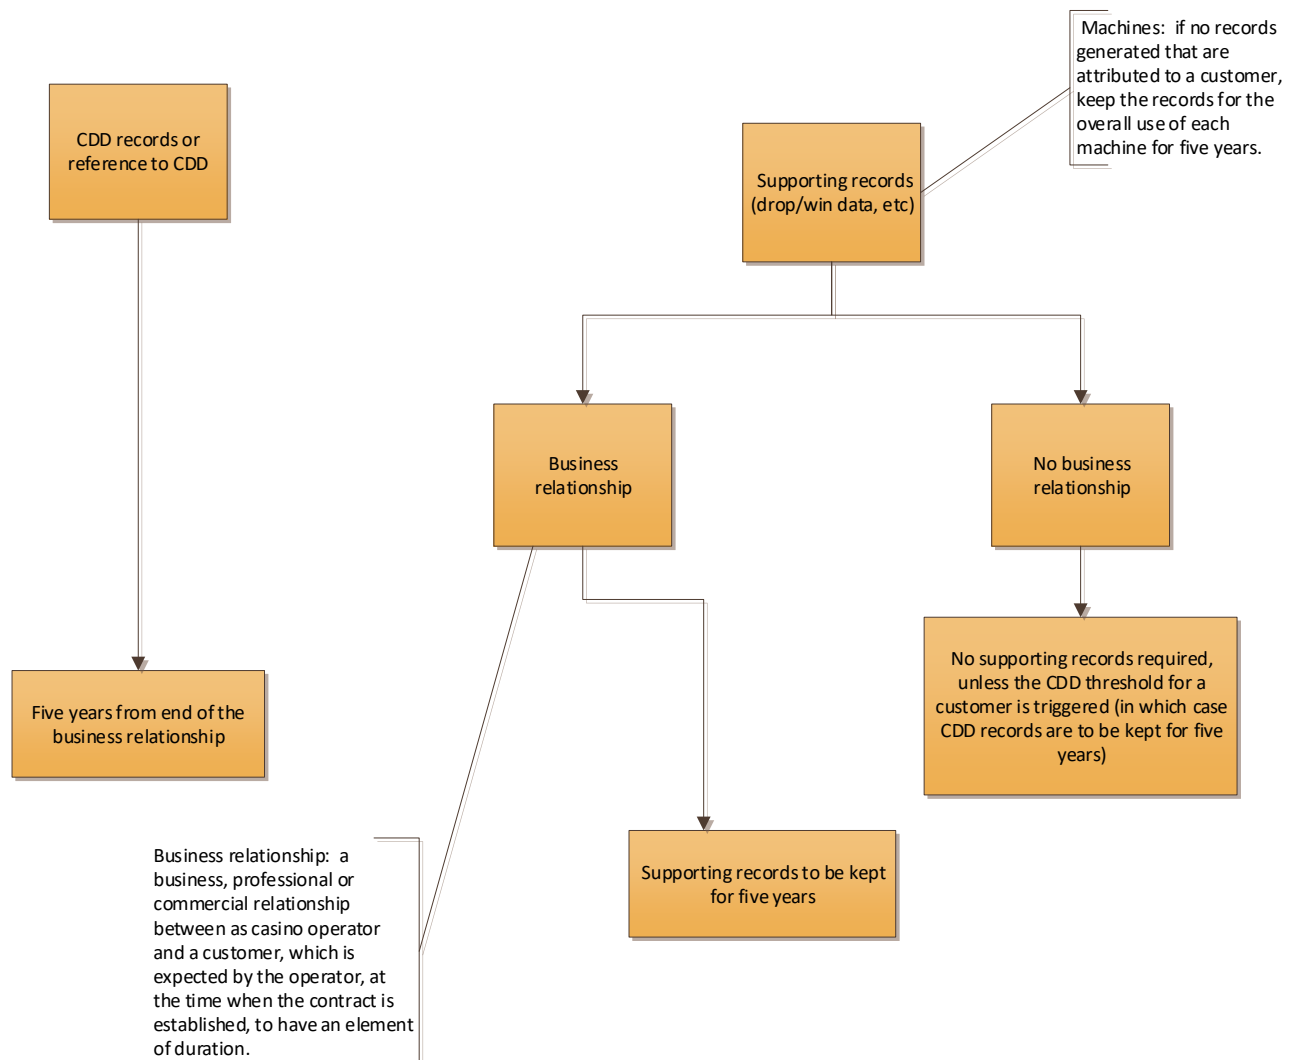 Machines:  if no records
generated that are
attributed to a customer,
keep the records for the
overall use of each
machine for five years.
CDD records or
reference to CDD
Supporting records
(drop/win data, etc)
Business
relationship
No business
relationship
No supporting records required,
unless the CDD threshold for a
customer is triggered (in which case
CDD records are to be kept for five
years)
Five years from end of the
business relationship
Supporting records to be kept
for five years
Business relationship:  a
business, professional or
commercial relationship
between as casino operator
and a customer, which is
expected by the operator, at
the time when the contract is
established, to have an element
of duration.